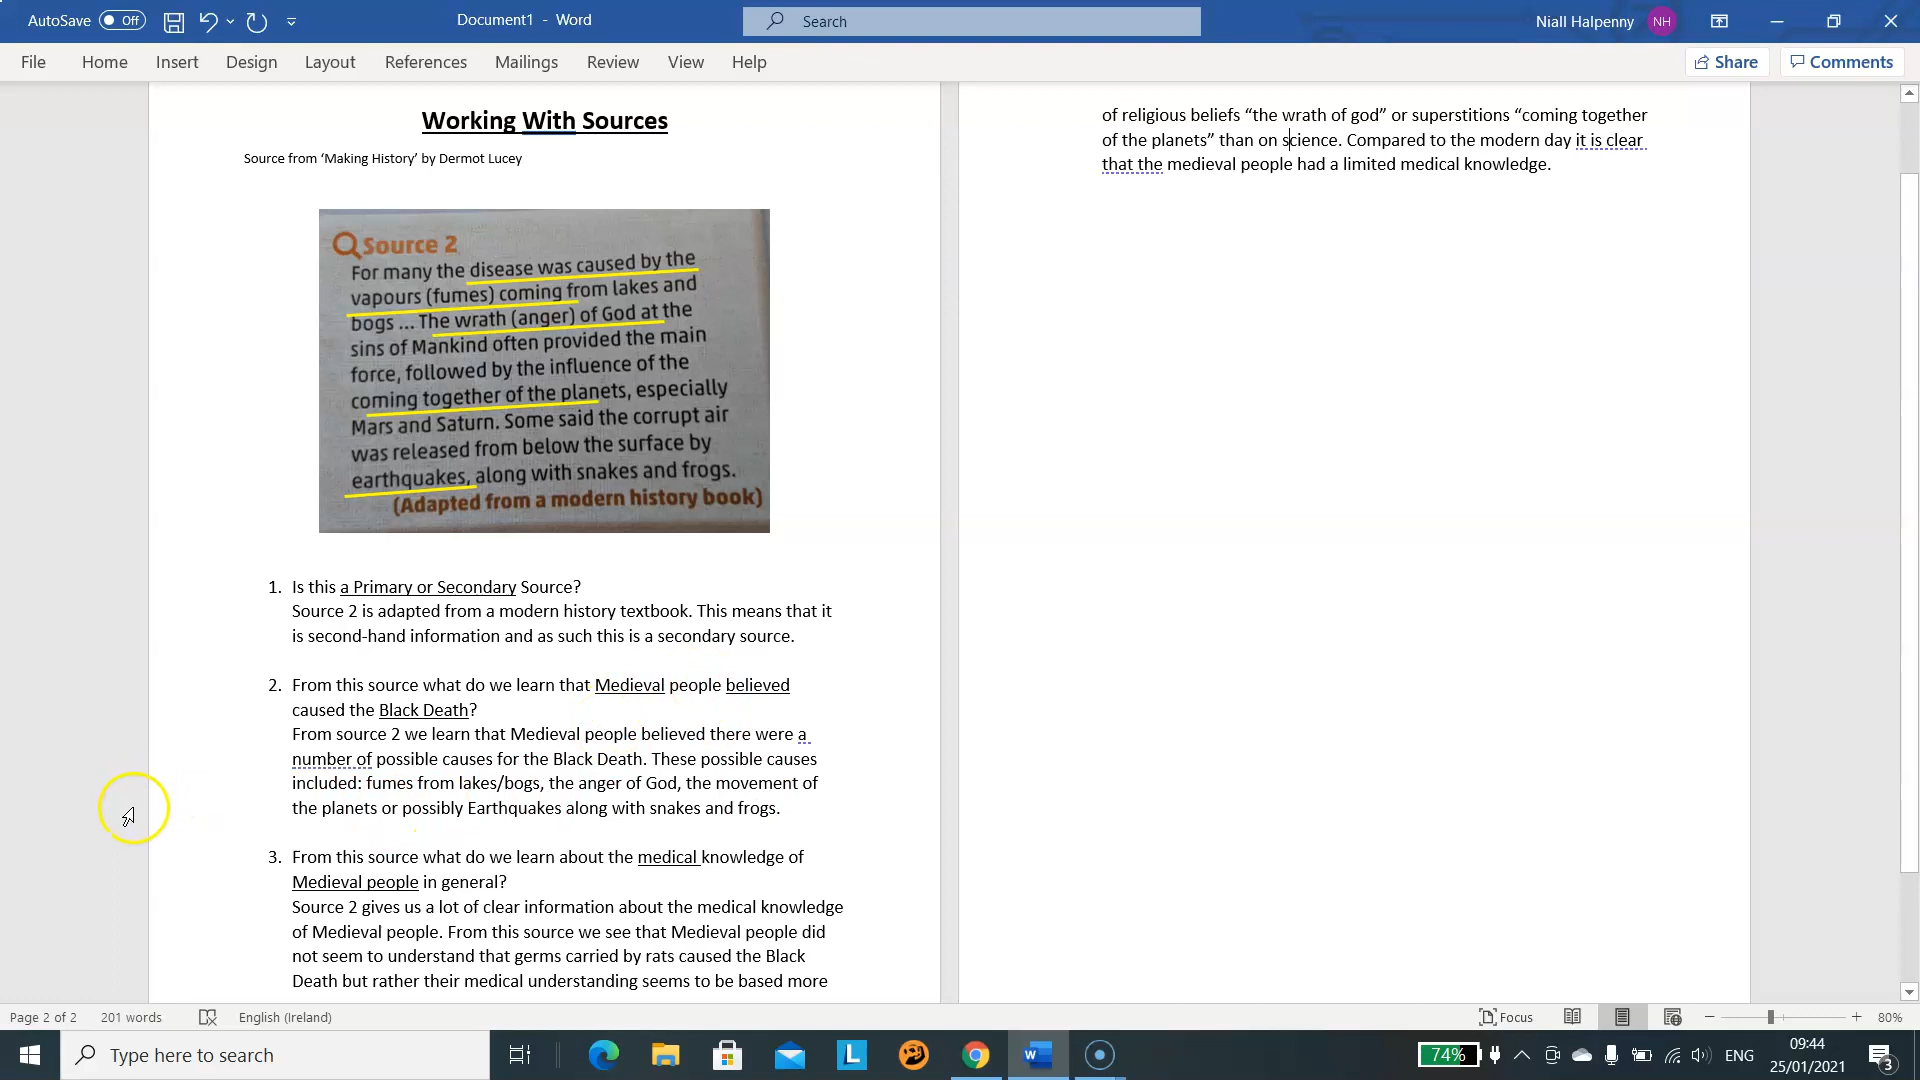 AutoSave Off Document1 - Word Search Niall Halpenny NH
File Home Insert Design Layout References Mailings Review View Help Share Comments
Working With Sources
Source from ‘Making History’ by Dermot Lucey
Source 2
For many the disease was caused by the
vapours (fumes) coming from lakes and
bogs ... The wrath (anger) of God at the
sins of Mankind often provided the main
force, followed by the influence of the
coming together of the planets, especially
Mars and Saturn. Some said the corrupt air
was released from below the surface by
earthquakes, along with snakes and frogs.
(Adapted from a modern history book)
1. Is this a Primary or Secondary Source?
Source 2 is adapted from a modern history textbook. This means that it
is second-hand information and as such this is a secondary source.
2. From this source what do we learn that Medieval people believed
caused the Black Death?
From source 2 we learn that Medieval people believed there were a
number of possible causes for the Black Death. These possible causes
included: fumes from lakes/bogs, the anger of God, the movement of
the planets or possibly Earthquakes along with snakes and frogs.
3. From this source what do we learn about the medical knowledge of
Medieval people in general?
Source 2 gives us a lot of clear information about the medical knowledge
of Medieval people. From this source we see that Medieval people did
not seem to understand that germs carried by rats caused the Black
Death but rather their medical understanding seems to be based more
of religious beliefs “the wrath of god” or superstitions “coming together
of the planets” than on science. Compared to the modern day it is clear
that the medieval people had a limited medical knowledge.
Page 2 of 2 201 words English (Ireland) Focus 80%
Type here to search L W 74% ENG 09:44
25/01/2021 3